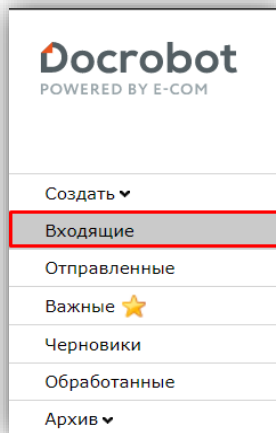 Docrobot
POWERED BY E-COM
Создать
Входящие
Отправленные
Важные
Черновики
Обработанные
Архив